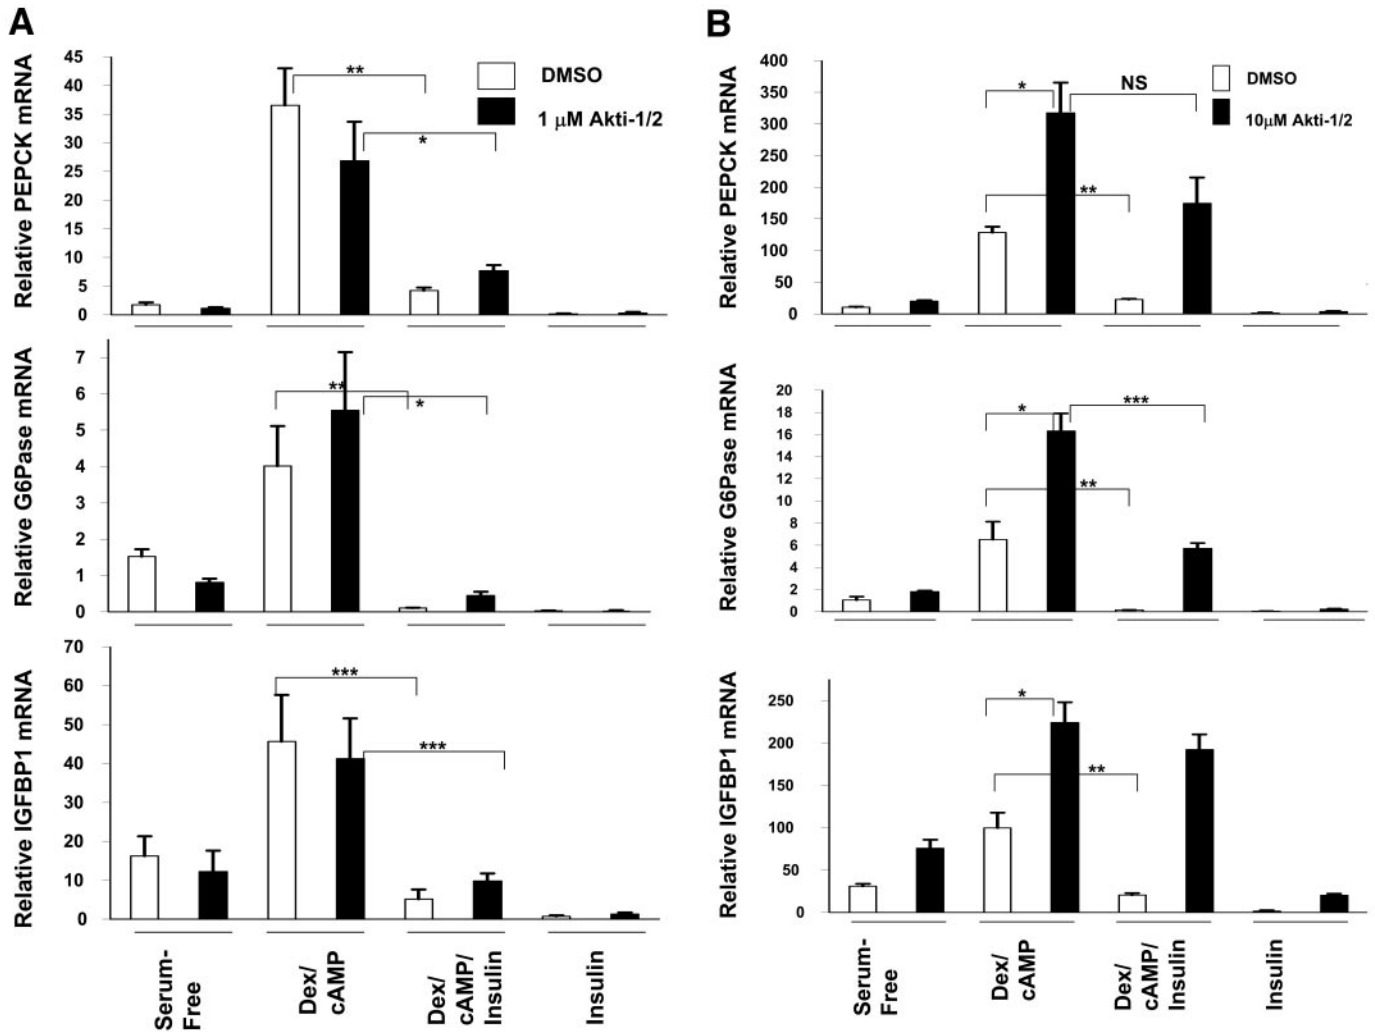 A
Relative PEPCK mRNA
45
40
35
30
25
20
15
10
5
0
**
*
DMSO
1 μM Akti-1/2
Relative G6Pase mRNA
7
6
5
4
3
2
1
0
**
*
Relative IGFBP1 mRNA
70
60
50
40
30
20
10
0
***
***
Serum-
Free
Dex/
cAMP
Dex/
cAMP/
Insulin
Insulin
B
Relative PEPCK mRNA
400
350
300
250
200
150
100
50
0
*
NS
**
DMSO
10μM Akti-1/2
Relative G6Pase mRNA
20
18
16
14
12
10
8
6
4
2
0
*
***
**
Relative IGFBP1 mRNA
250
200
150
100
50
0
*
**
Serum-
Free
Dex/
cAMP
Dex/
cAMP/
Insulin
Insulin